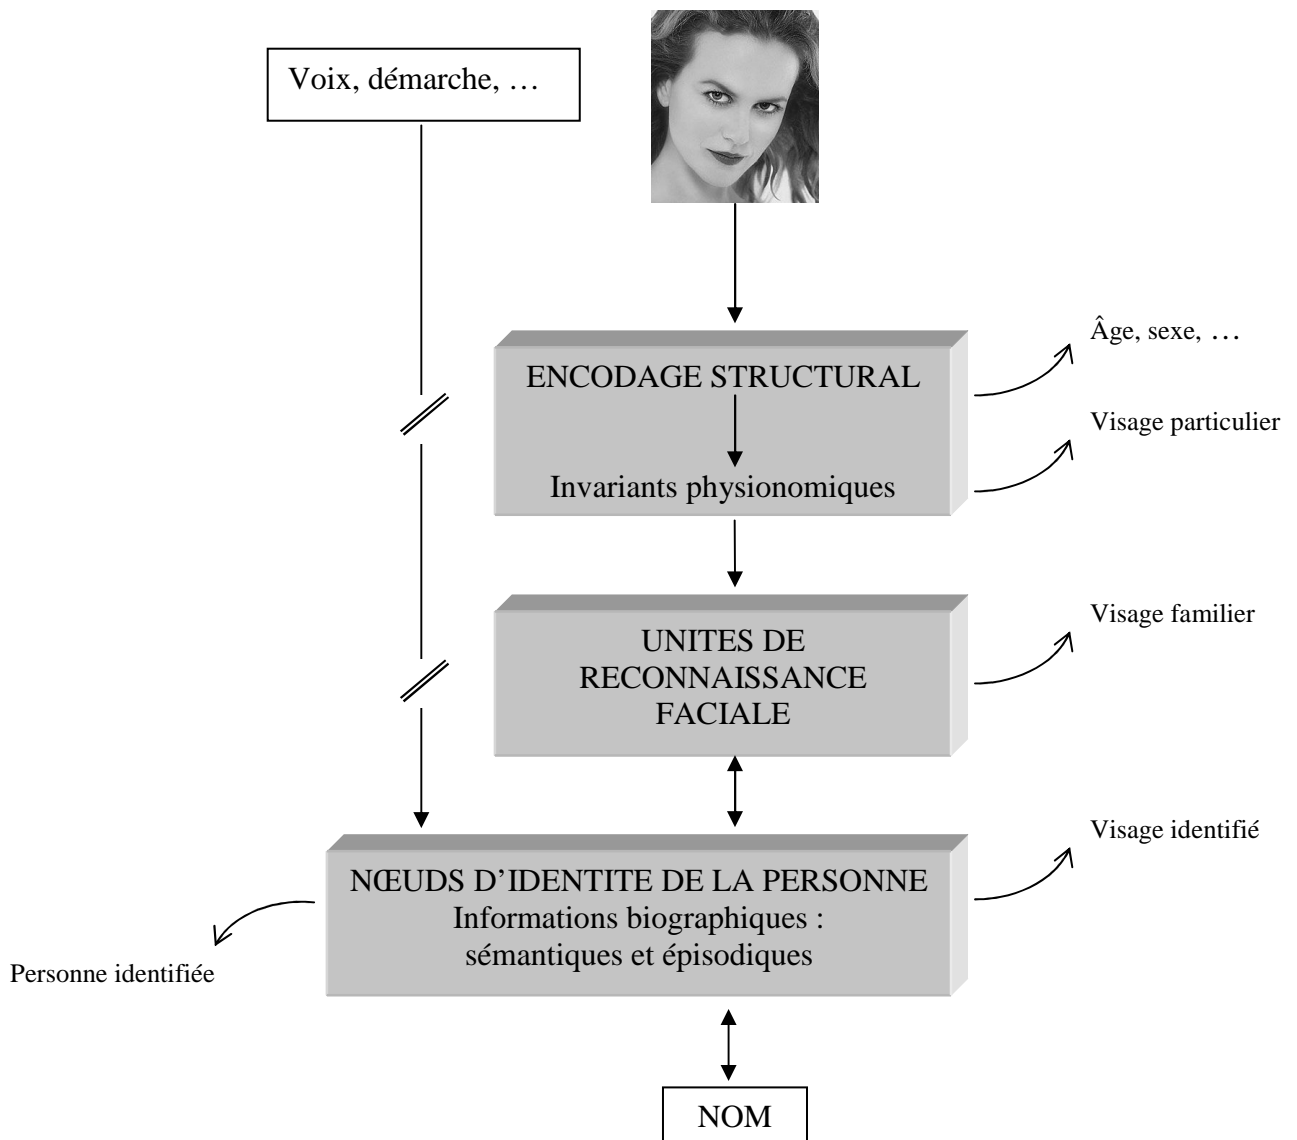 Voix, démarche, …
Âge, sexe, …
ENCODAGE STRUCTURAL
Visage particulier
Invariants physionomiques
Visage familier
UNITES DE
RECONNAISSANCE
FACIALE
Visage identifié
NŒUDS D’IDENTITE DE LA PERSONNE
Informations biographiques :
sémantiques et épisodiques
Personne identifiée
NOM